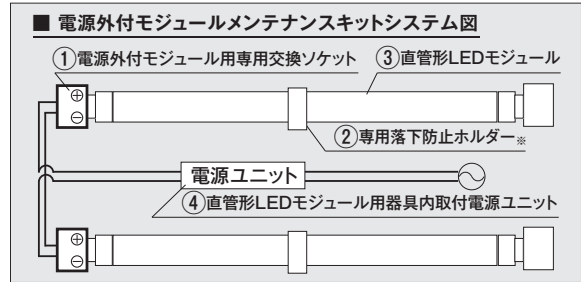 ■ 電源外付モジュールメンテナンスキットシステム図
①電源外付モジュール用専用交換ソケット ③直管形LEDモジュール
⊕
⊖
②専用落下防止ホルダー※
電源ユニット
④直管形LEDモジュール用器具内取付電源ユニット
⊕
⊖